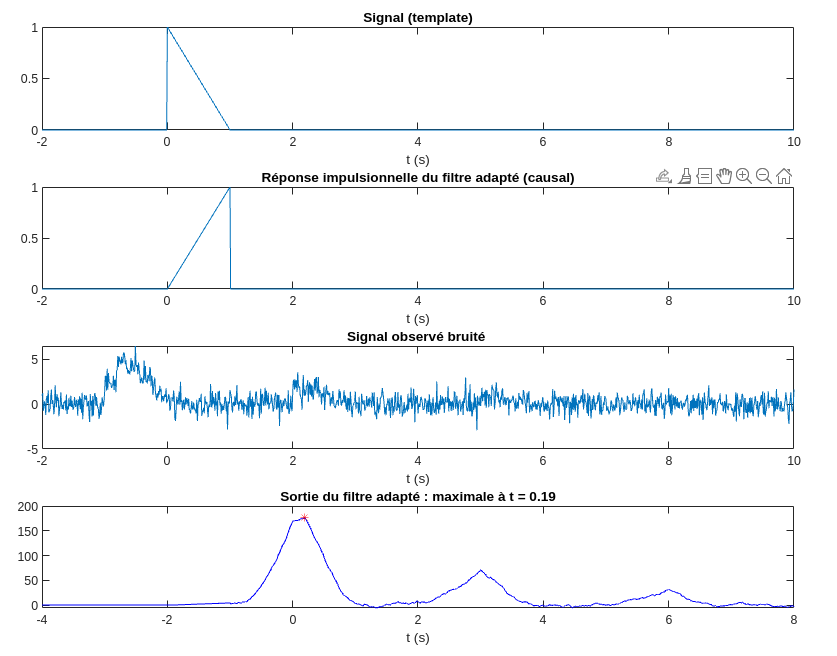 Signal (template)
1
0.5
0
-2 0 2 4 6 8 10
t (s)
Réponse impulsionnelle du filtre adapté (causal)
1
0.5
0
-2 0 2 4 6 8 10
t (s)
Signal observé bruité
5
0
-5
-2 0 2 4 6 8 10
t (s)
Sortie du filtre adapté : maximale à t = 0.19
200
150
100
50
0
-4 -2 0 2 4 6 8
t (s)